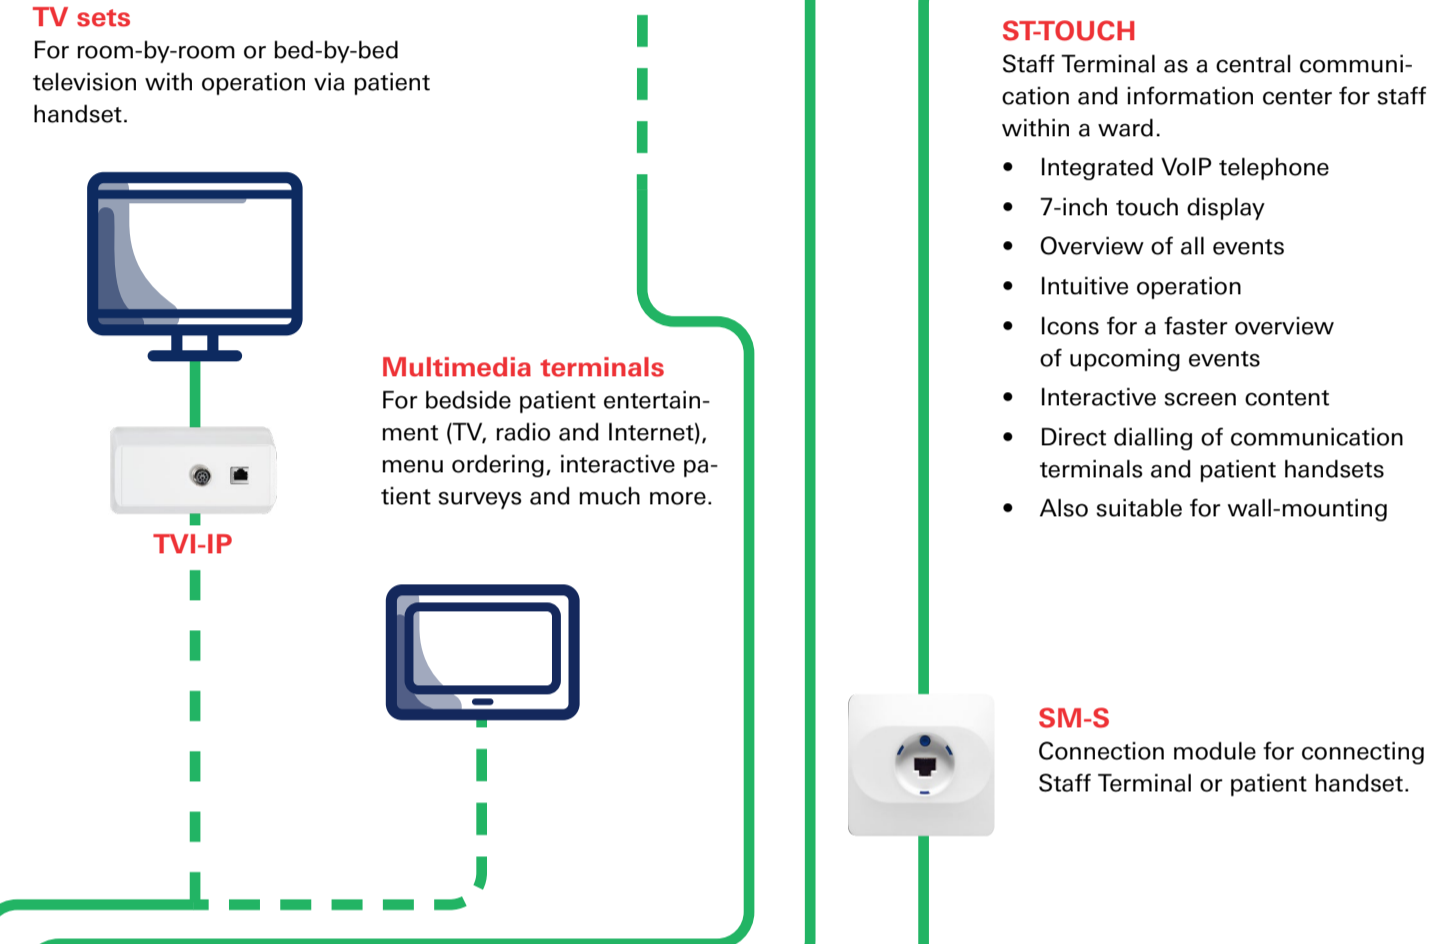 TV sets
For room-by-room or bed-by-bed
television with operation via patient
handset.
TVI-IP
Multimedia terminals
For bedside patient entertain-
ment (TV, radio and Internet),
menu ordering, interactive pa-
tient surveys and much more.
ST-TOUCH
Staff Terminal as a central communi-
cation and information center for staff
within a ward.
• Integrated VoIP telephone
• 7-inch touch display
• Overview of all events
• Intuitive operation
• Icons for a faster overview
of upcoming events
• Interactive screen content
• Direct dialling of communication
terminals and patient handsets
• Also suitable for wall-mounting
SM-S
Connection module for connecting
Staff Terminal or patient handset.